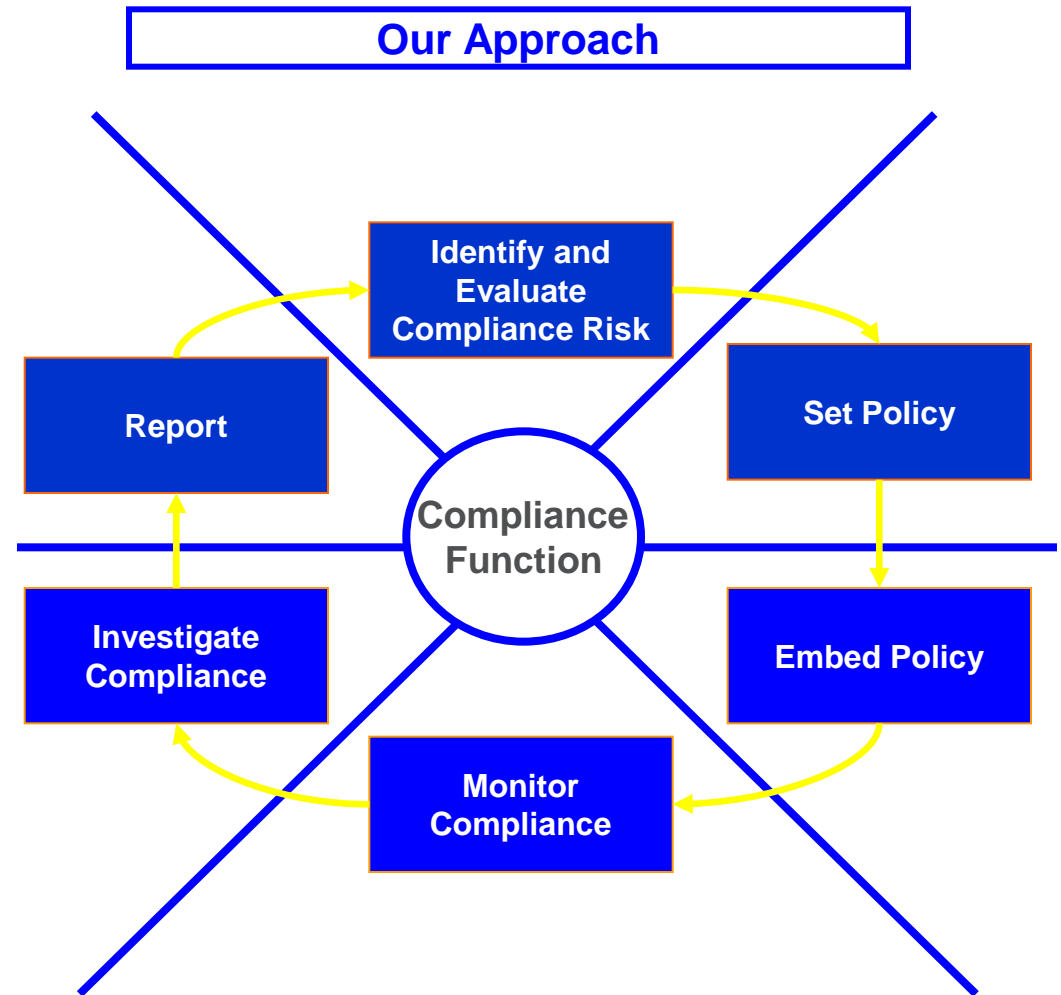 Our Approach
Identify and
Evaluate
Compliance Risk
Report
Set Policy
Compliance
Function
Investigate
Compliance
Embed Policy
Monitor
Compliance